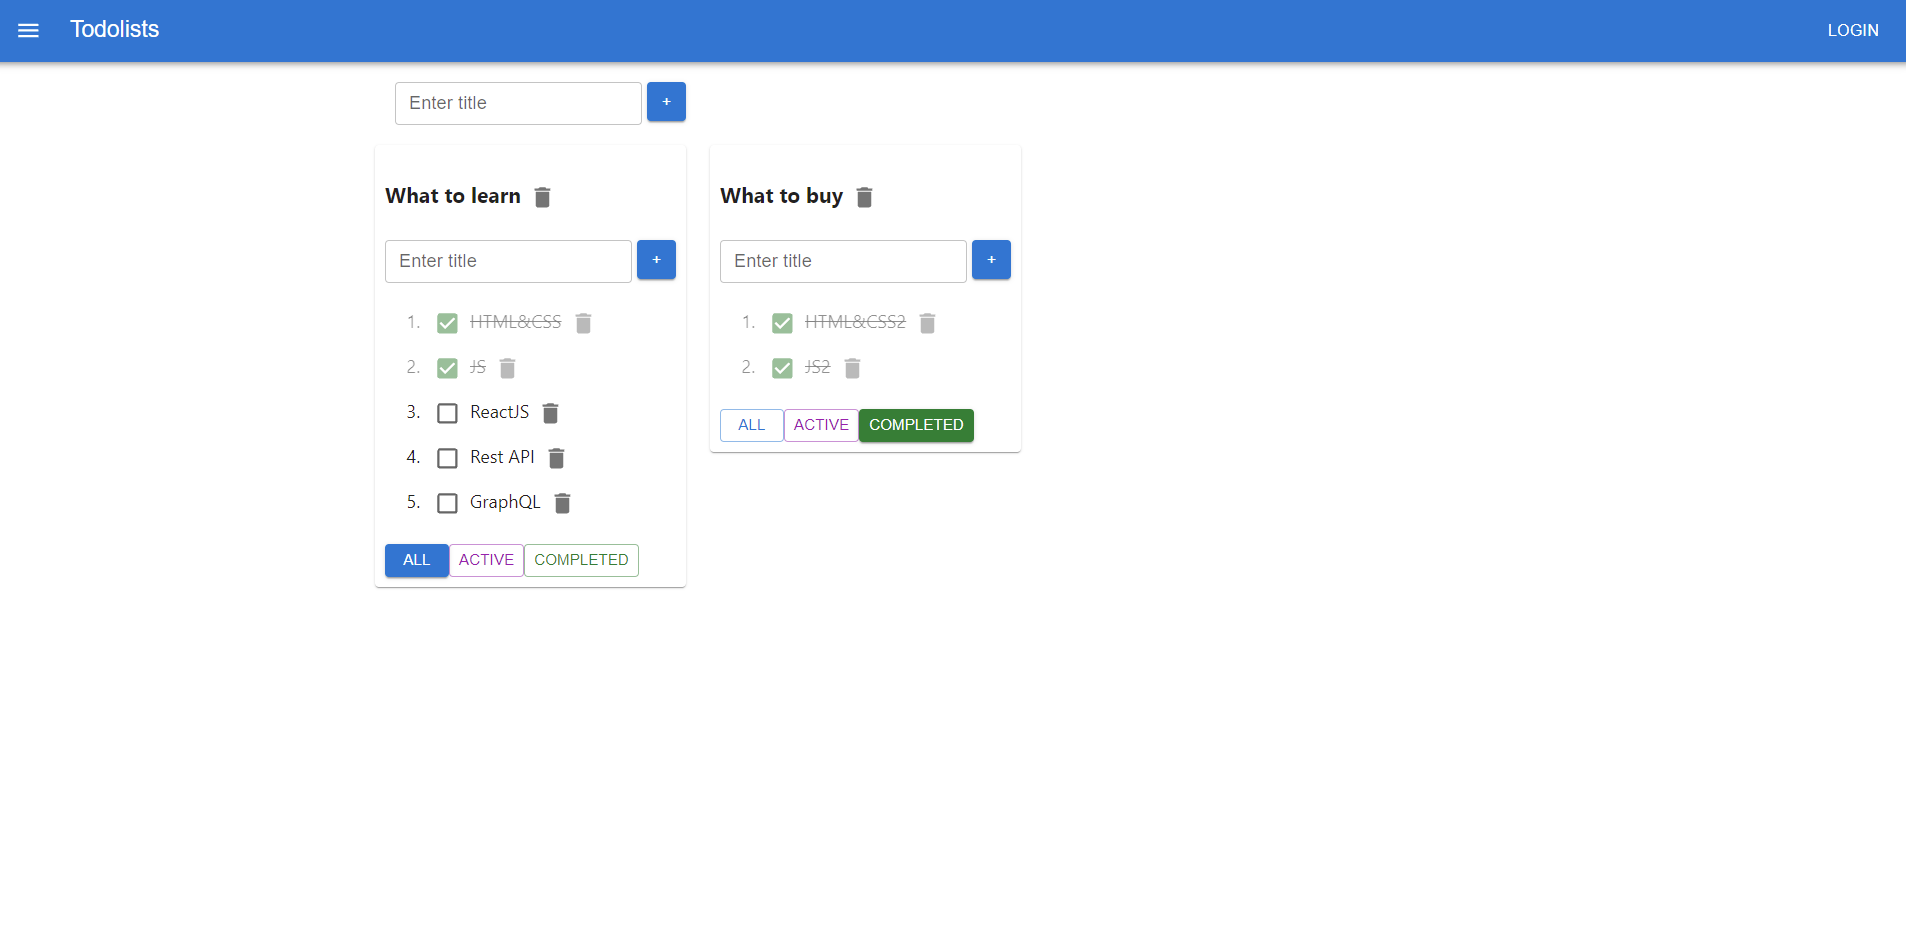 Todolists
LOGIN
Enter title
+
What to learn
Enter title
+
1. HTML&CSS
2. JS
3. ReactJS
4. Rest API
5. GraphQL
ALL ACTIVE COMPLETED
What to buy
Enter title
+
1. HTML&CSS2
2. JS2
ALL ACTIVE COMPLETED